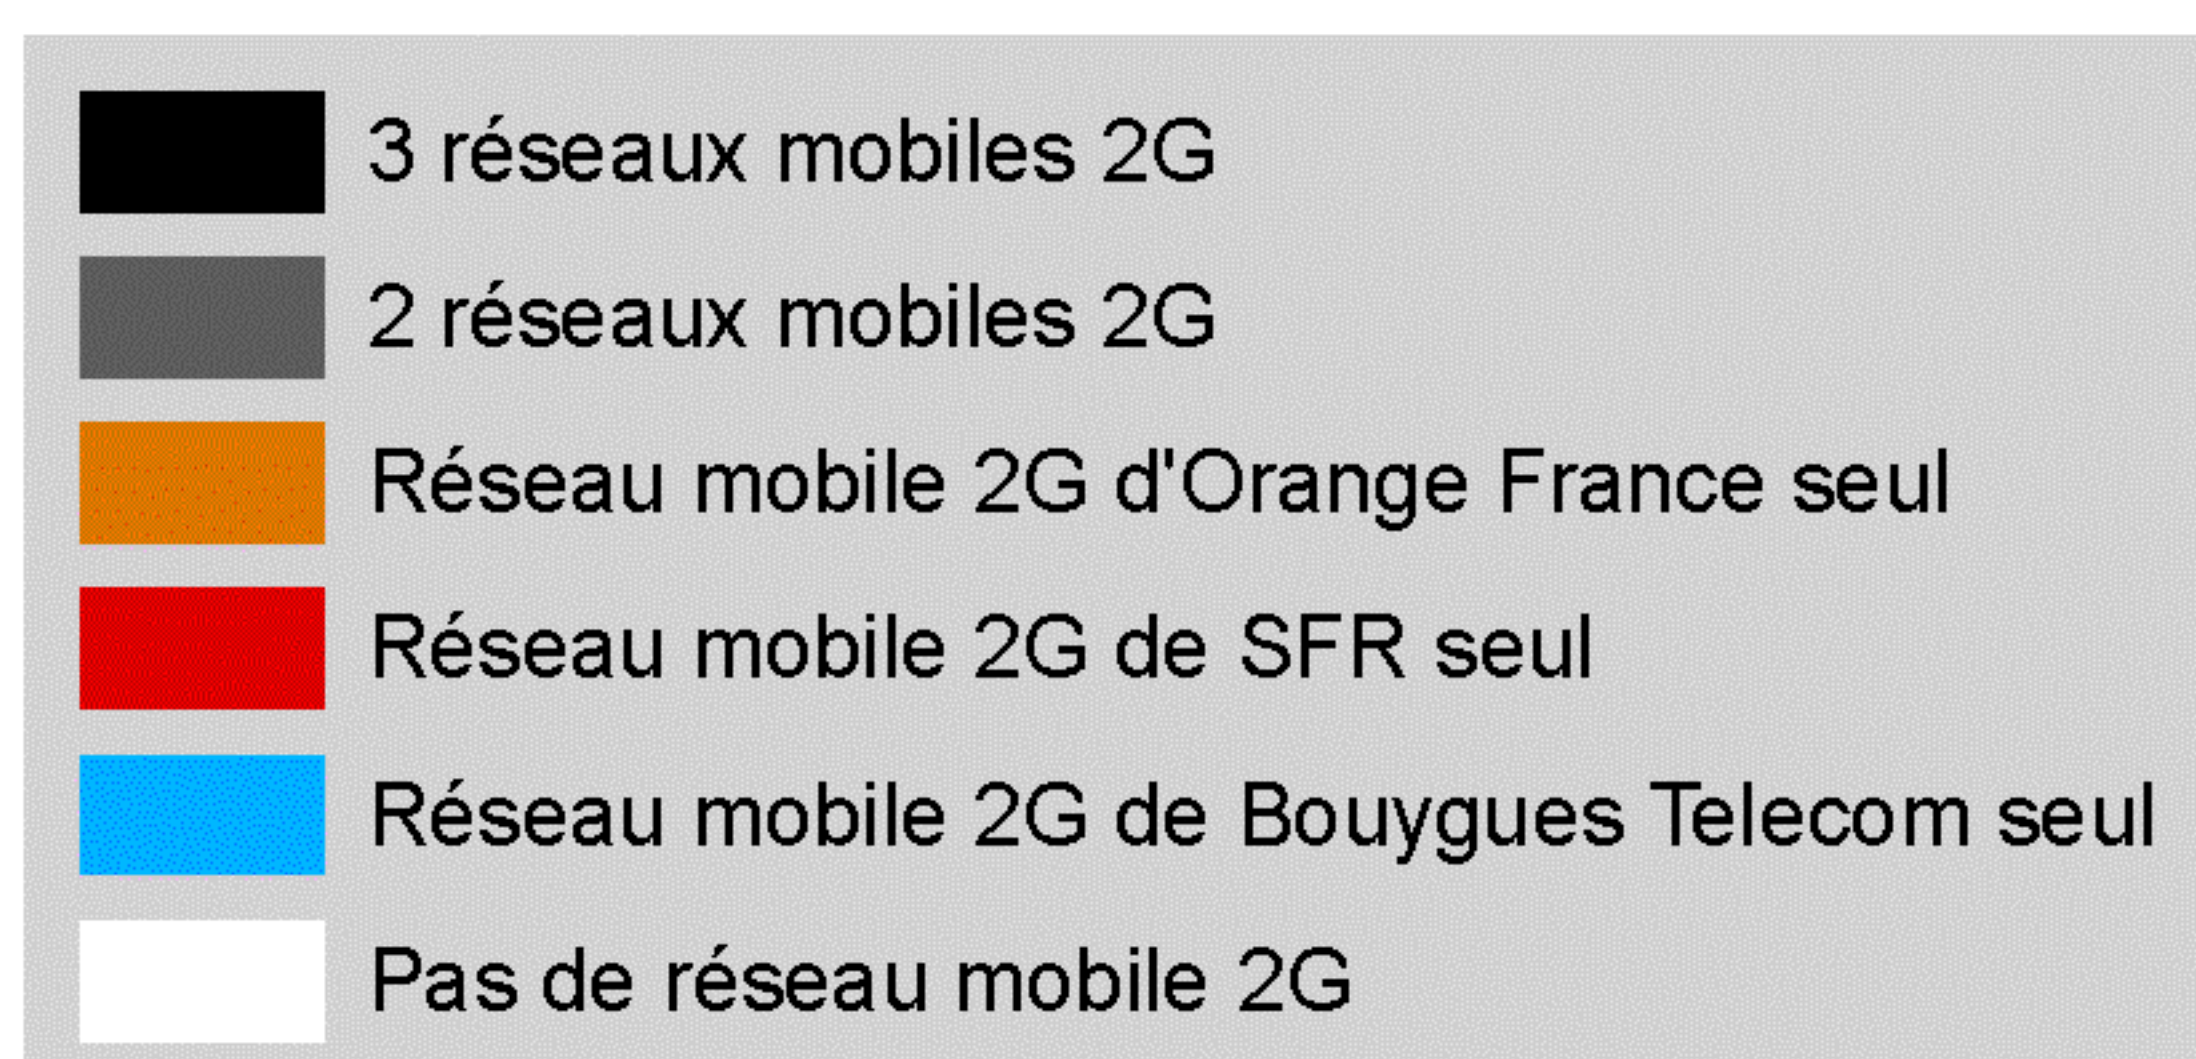 3 réseaux mobiles 2G
2 réseaux mobiles 2G
Réseau mobile 2G d'Orange France seul
Réseau mobile 2G de SFR seul
Réseau mobile 2G de Bouygues Telecom seul
Pas de réseau mobile 2G